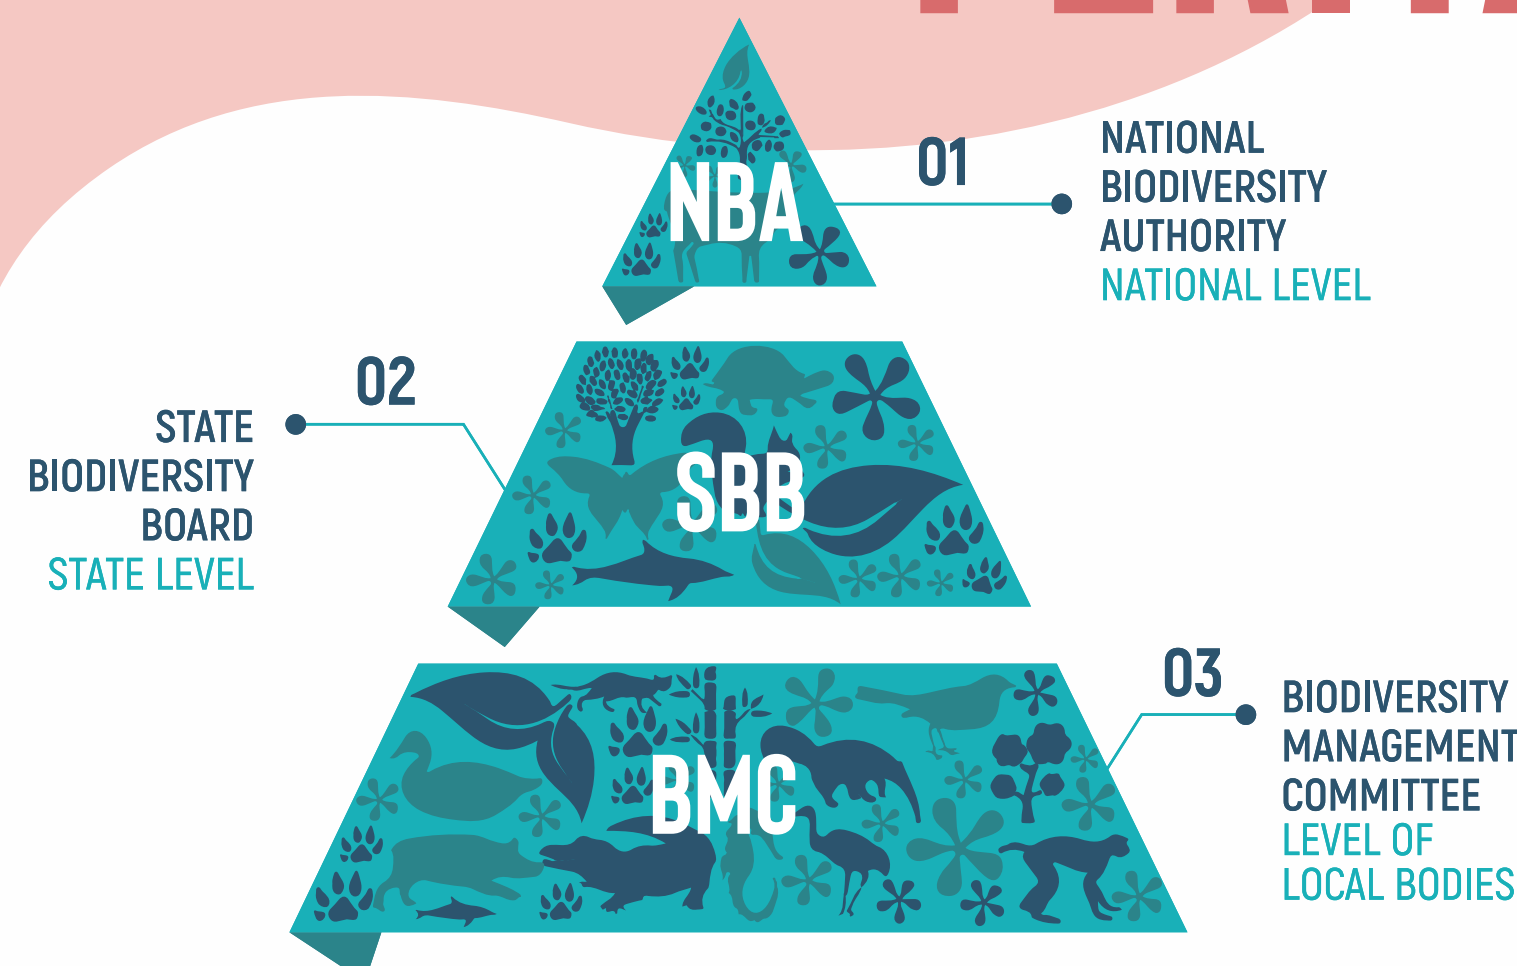 NBA
01
NATIONAL
BIODIVERSITY
AUTHORITY
NATIONAL LEVEL
02
STATE
BIODIVERSITY
BOARD
STATE LEVEL
SBB
03
BIODIVERSITY
MANAGEMENT
COMMITTEE
LEVEL OF
LOCAL BODIES
BMC